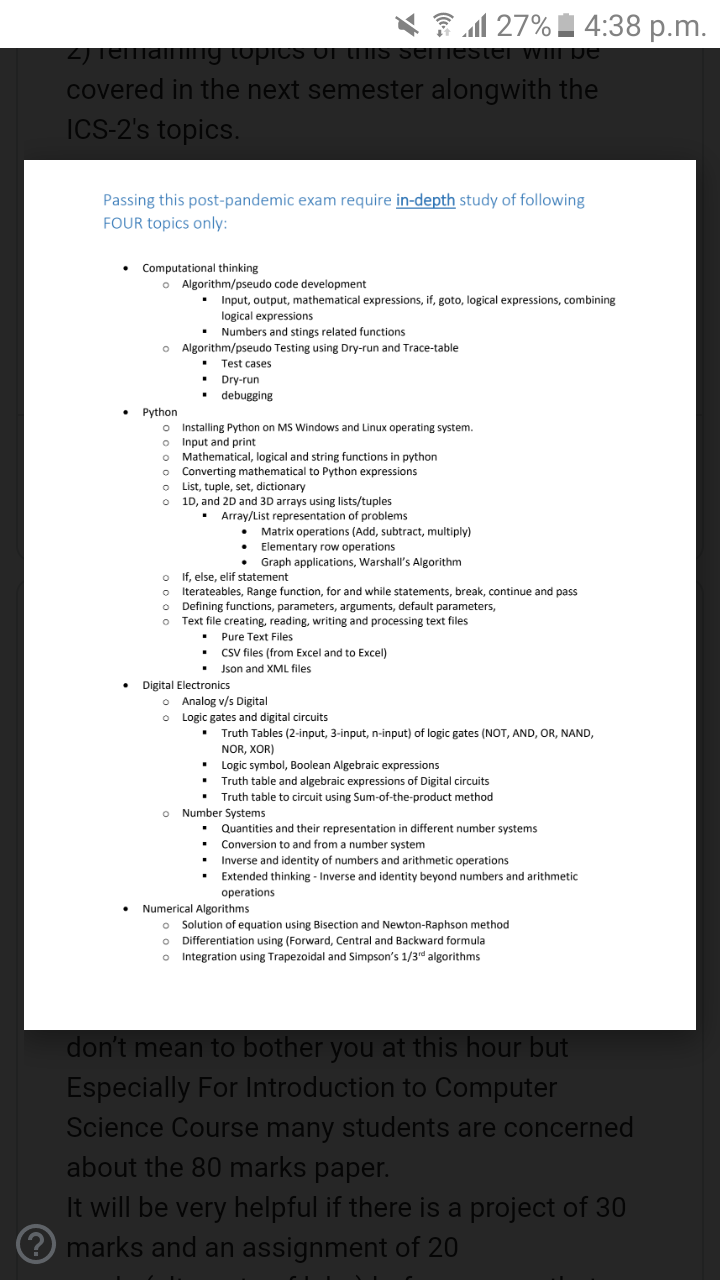 27% 4:38 p.m.
2) remaining topics of this semester will be
covered in the next semester alongwith the
ICS-2's topics.
Passing this post-pandemic exam require in-depth study of following
FOUR topics only:
• Computational thinking
o Algorithm/pseudo code development
▪ Input, output, mathematical expressions, if, goto, logical expressions, combining
logical expressions
▪ Numbers and stings related functions
o Algorithm/pseudo Testing using Dry-run and Trace-table
▪ Test cases
▪ Dry-run
▪ debugging
• Python
o Installing Python on MS Windows and Linux operating system.
o Input and print
o Mathematical, logical and string functions in python
o Converting mathematical to Python expressions
o List, tuple, set, dictionary
o 1D, and 2D and 3D arrays using lists/tuples
▪ Array/List representation of problems
• Matrix operations (Add, subtract, multiply)
• Elementary row operations
• Graph applications, Warshall's Algorithm
o If, else, elif statement
o Iterateables, Range function, for and while statements, break, continue and pass
o Defining functions, parameters, arguments, default parameters,
o Text file creating, reading, writing and processing text files
▪ Pure Text Files
▪ CSV files (from Excel and to Excel)
▪ Json and XML files
• Digital Electronics
o Analog v/s Digital
o Logic gates and digital circuits
▪ Truth Tables (2-input, 3-input, n-input) of logic gates (NOT, AND, OR, NAND,
NOR, XOR)
▪ Logic symbol, Boolean Algebraic expressions
▪ Truth table and algebraic expressions of Digital circuits
▪ Truth table to circuit using Sum-of-the-product method
o Number Systems
▪ Quantities and their representation in different number systems
▪ Conversion to and from a number system
▪ Inverse and identity of numbers and arithmetic operations
▪ Extended thinking - Inverse and identity beyond numbers and arithmetic
operations
• Numerical Algorithms
o Solution of equation using Bisection and Newton-Raphson method
o Differentiation using (Forward, Central and Backward formula
o Integration using Trapezoidal and Simpson's 1/3rd algorithms
don't mean to bother you at this hour but
Especially For Introduction to Computer
Science Course many students are concerned
about the 80 marks paper.
It will be very helpful if there is a project of 30
marks and an assignment of 20